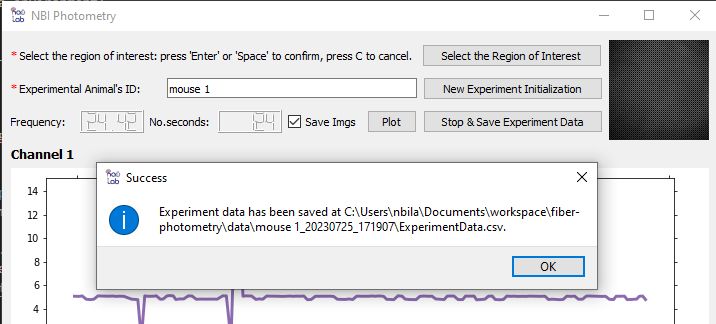 NBI Photometry
* Select the region of interest: press 'Enter' or 'Space' to confirm, press C to cancel.
Select the Region of Interest
* Experimental Animal's ID:
mouse 1
New Experiment Initialization
Frequency:
24.42
No.seconds:
24
Save Imgs
Plot
Stop & Save Experiment Data
Channel 1
Success
Experiment data has been saved at C:\Users\nbila\Documents\workspace\fiber-
photometry\data\mouse 1_20230725_171907\ExperimentData.csv.
OK
14
12
10
8
6
4